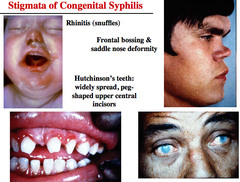 Stigmata of Congenital Syphilis
Rhinitis (snuffles)
Frontal bossing &
saddle nose deformity
Hutchinson's teeth:
widely spread, peg-
shaped upper central
incisors